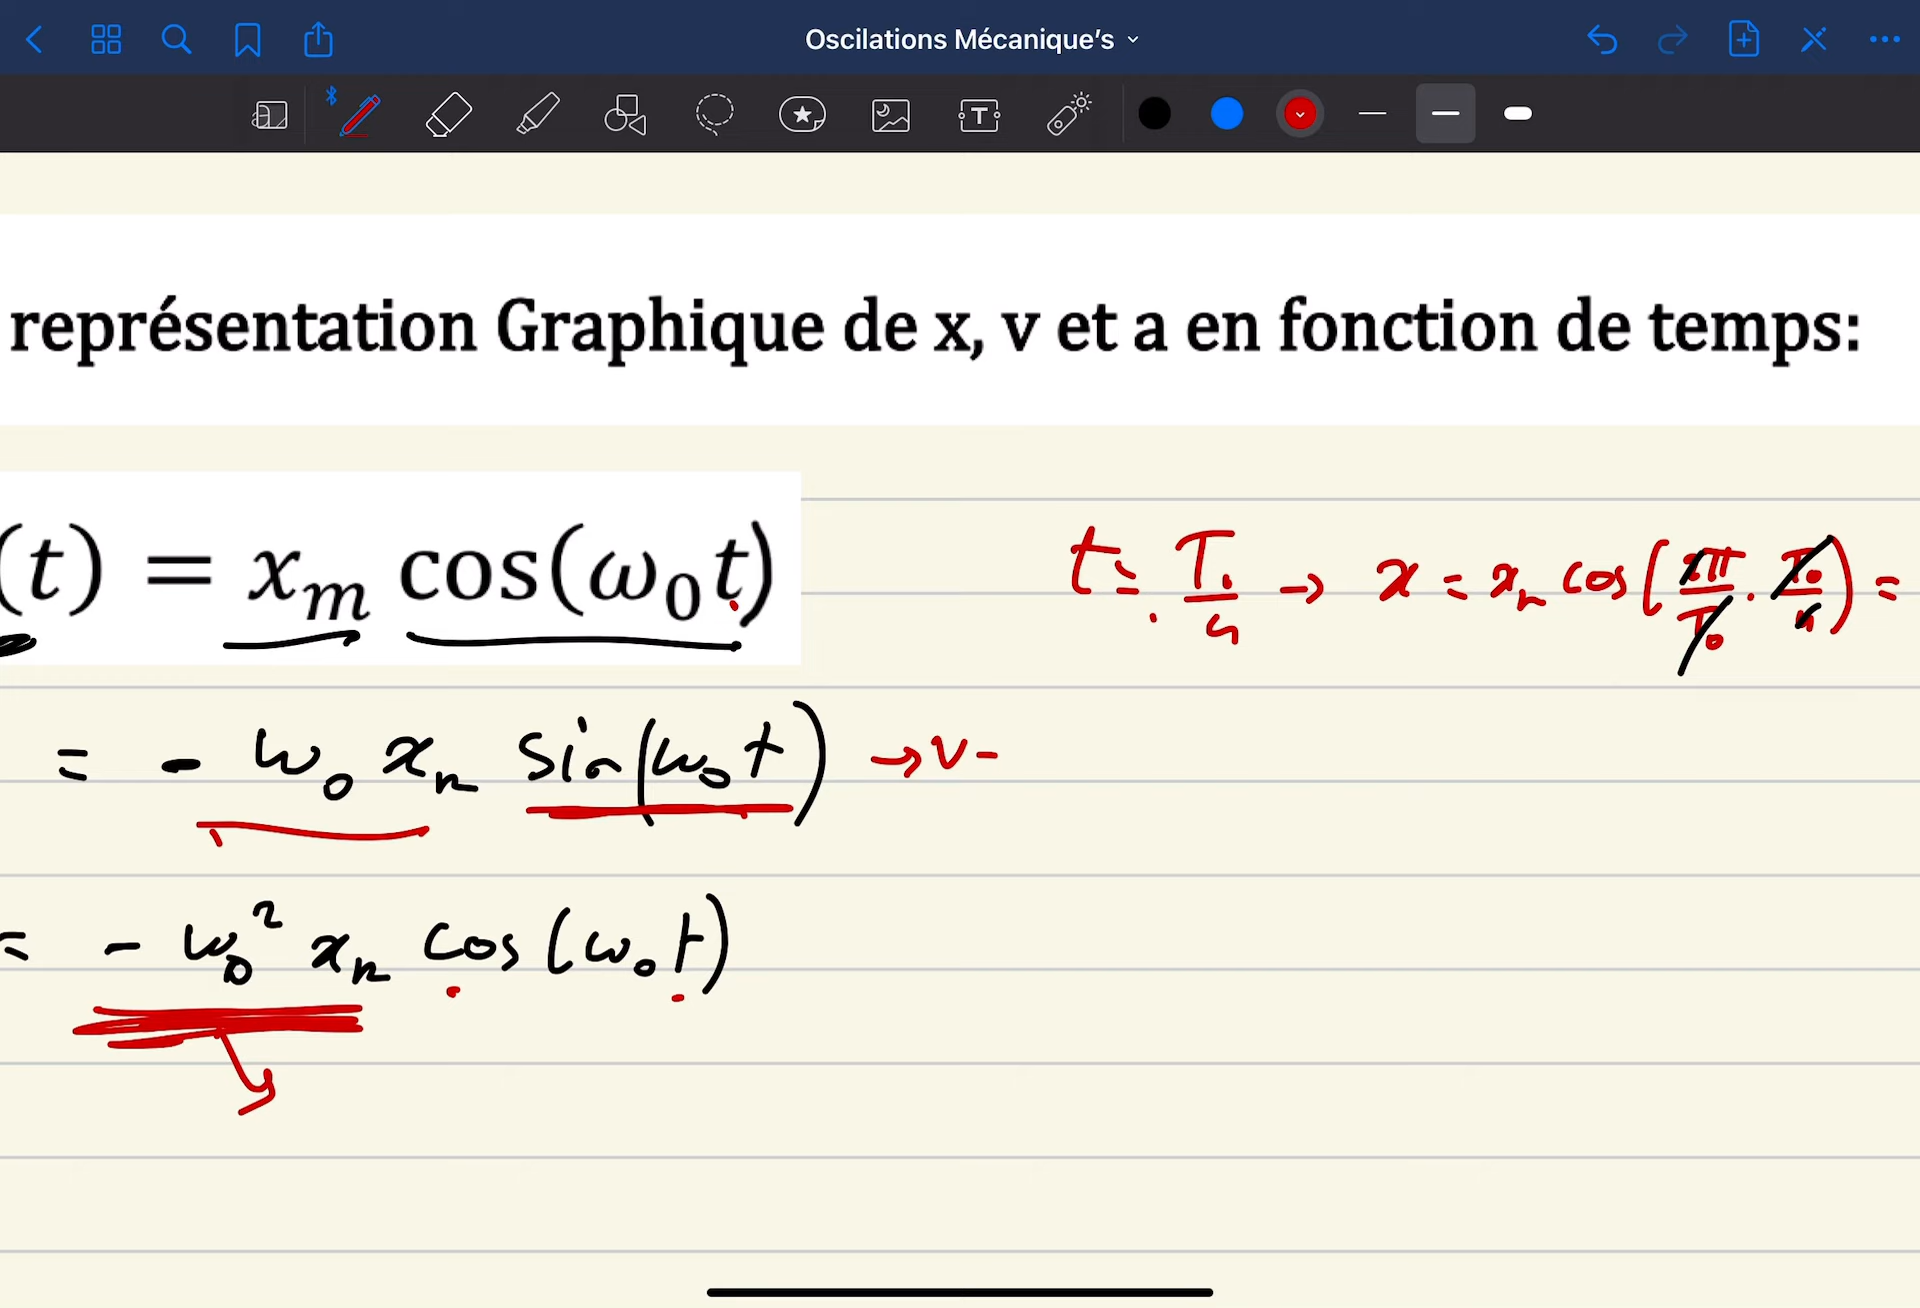 Oscilations Mécanique's
représentation Graphique de x, v et a en fonction de temps:
(t) = xₘ cos(ω₀t)
t = T₀/4 → x = xₘ cos(2π/T₀ · T₀/4) =
= - ω₀ xₘ sin(ω₀t) → v -
= - ω₀² xₘ cos(ω₀t)